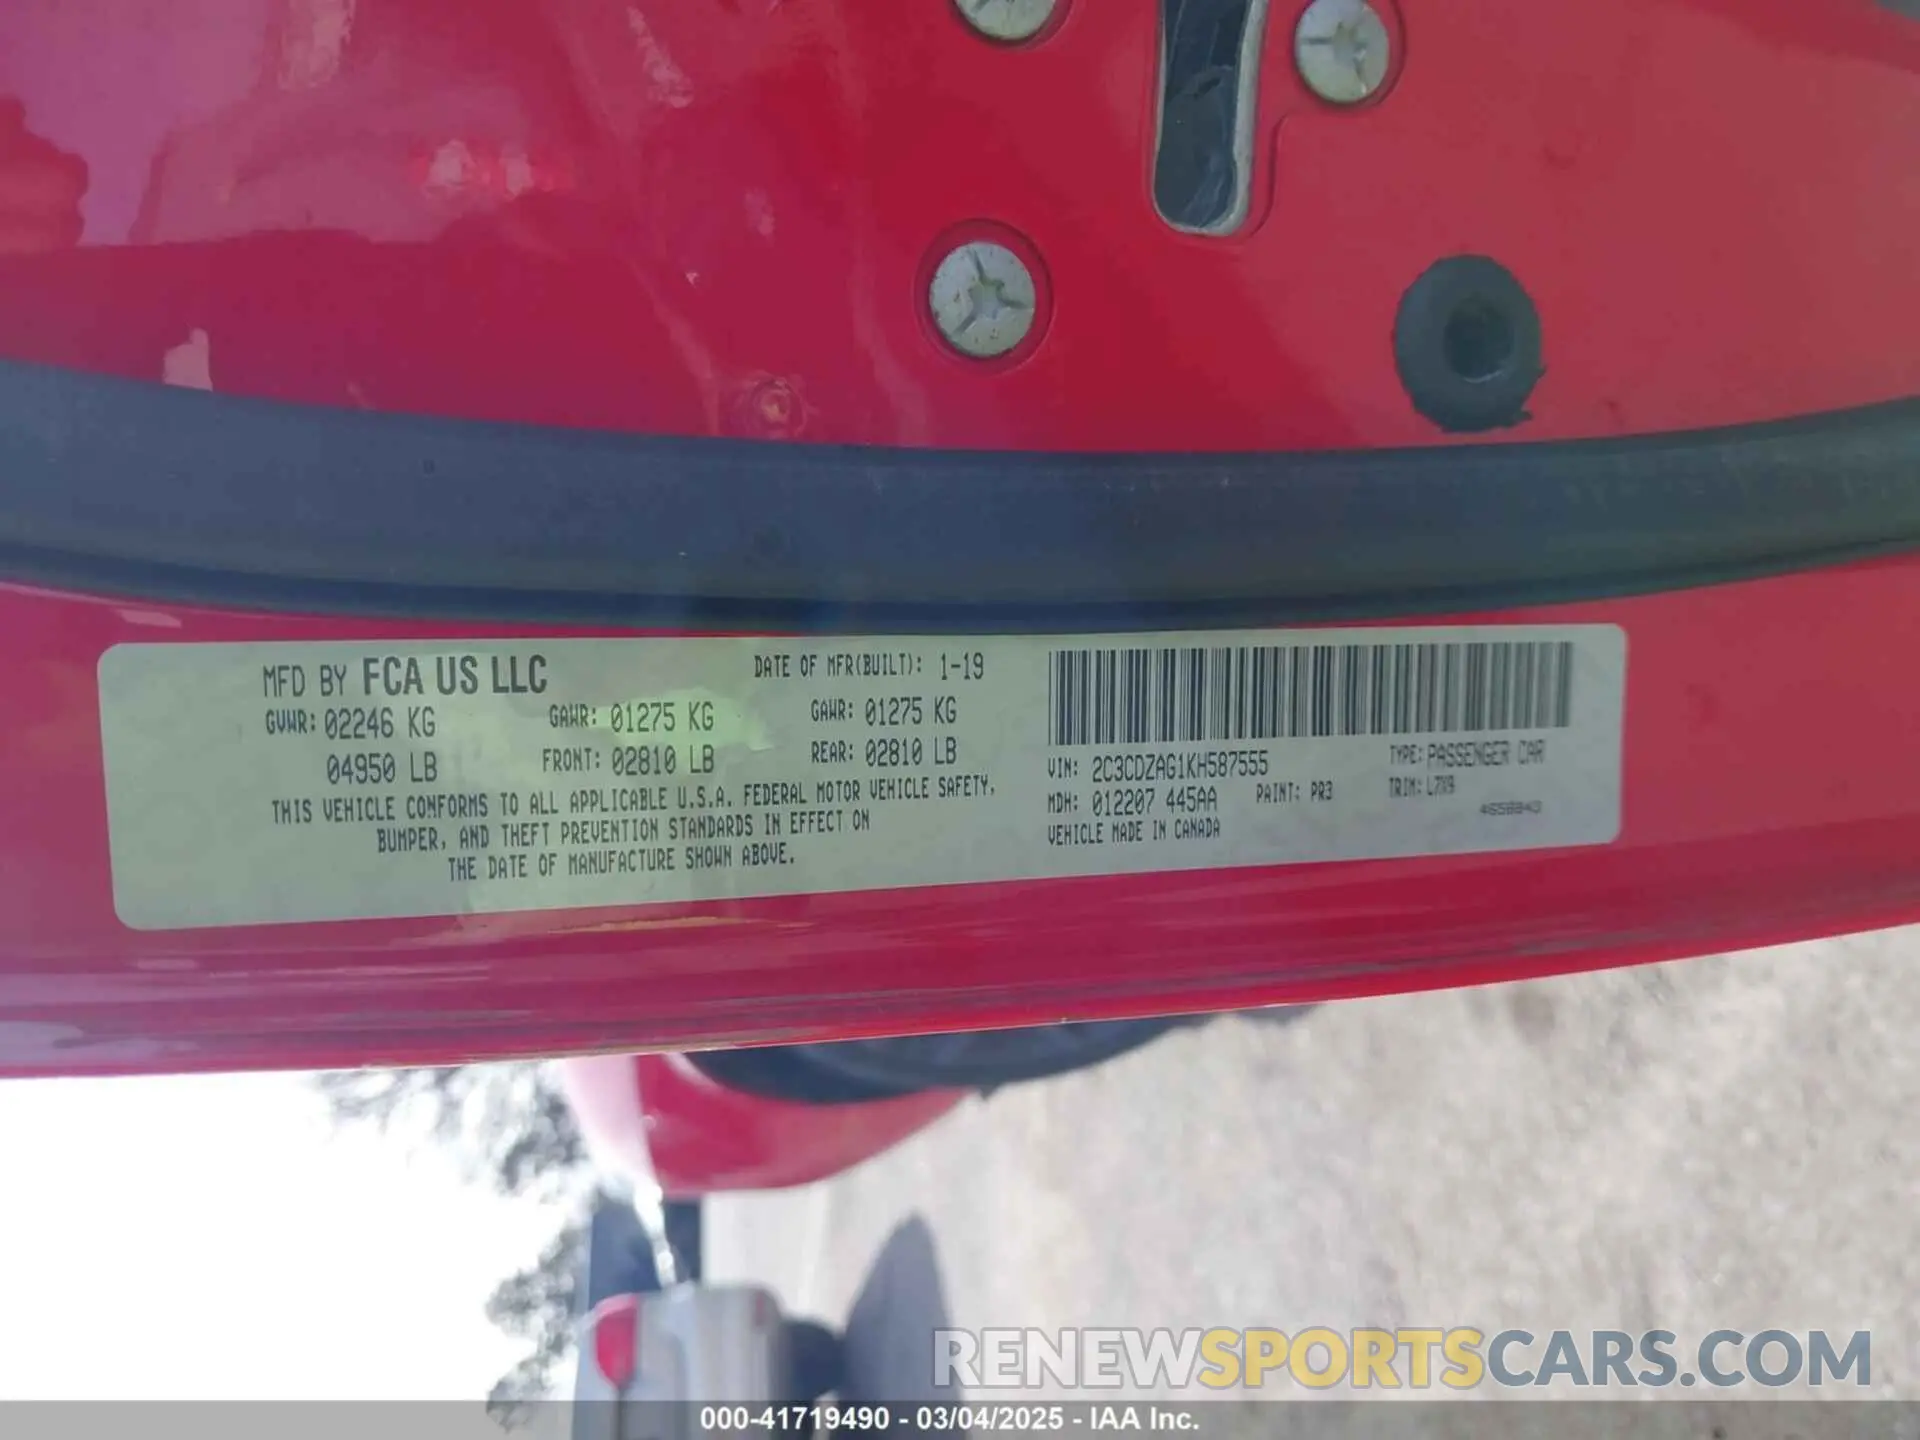 MFD BY FCA US LLC
DATE OF MFR(BUILT): 1-19
GVWR: 02246 KG
GAWR: 01275 KG
GAWR: 01275 KG
04950 LB
FRONT: 02810 LB
REAR: 02810 LB
THIS VEHICLE CONFORMS TO ALL APPLICABLE U.S.A. FEDERAL MOTOR VEHICLE SAFETY,
BUMPER, AND THEFT PREVENTION STANDARDS IN EFFECT ON
THE DATE OF MANUFACTURE SHOWN ABOVE.
VIN: 2C3CDZAG1KH587555
TYPE: PASSENGER CAR
MDH: 012207 445AA
PAINT: PR3
TRIM: L7X9
VEHICLE MADE IN CANADA
RENEWSPORTSCARS.COM
000-41719490 - 03/04/2025 - IAA Inc.